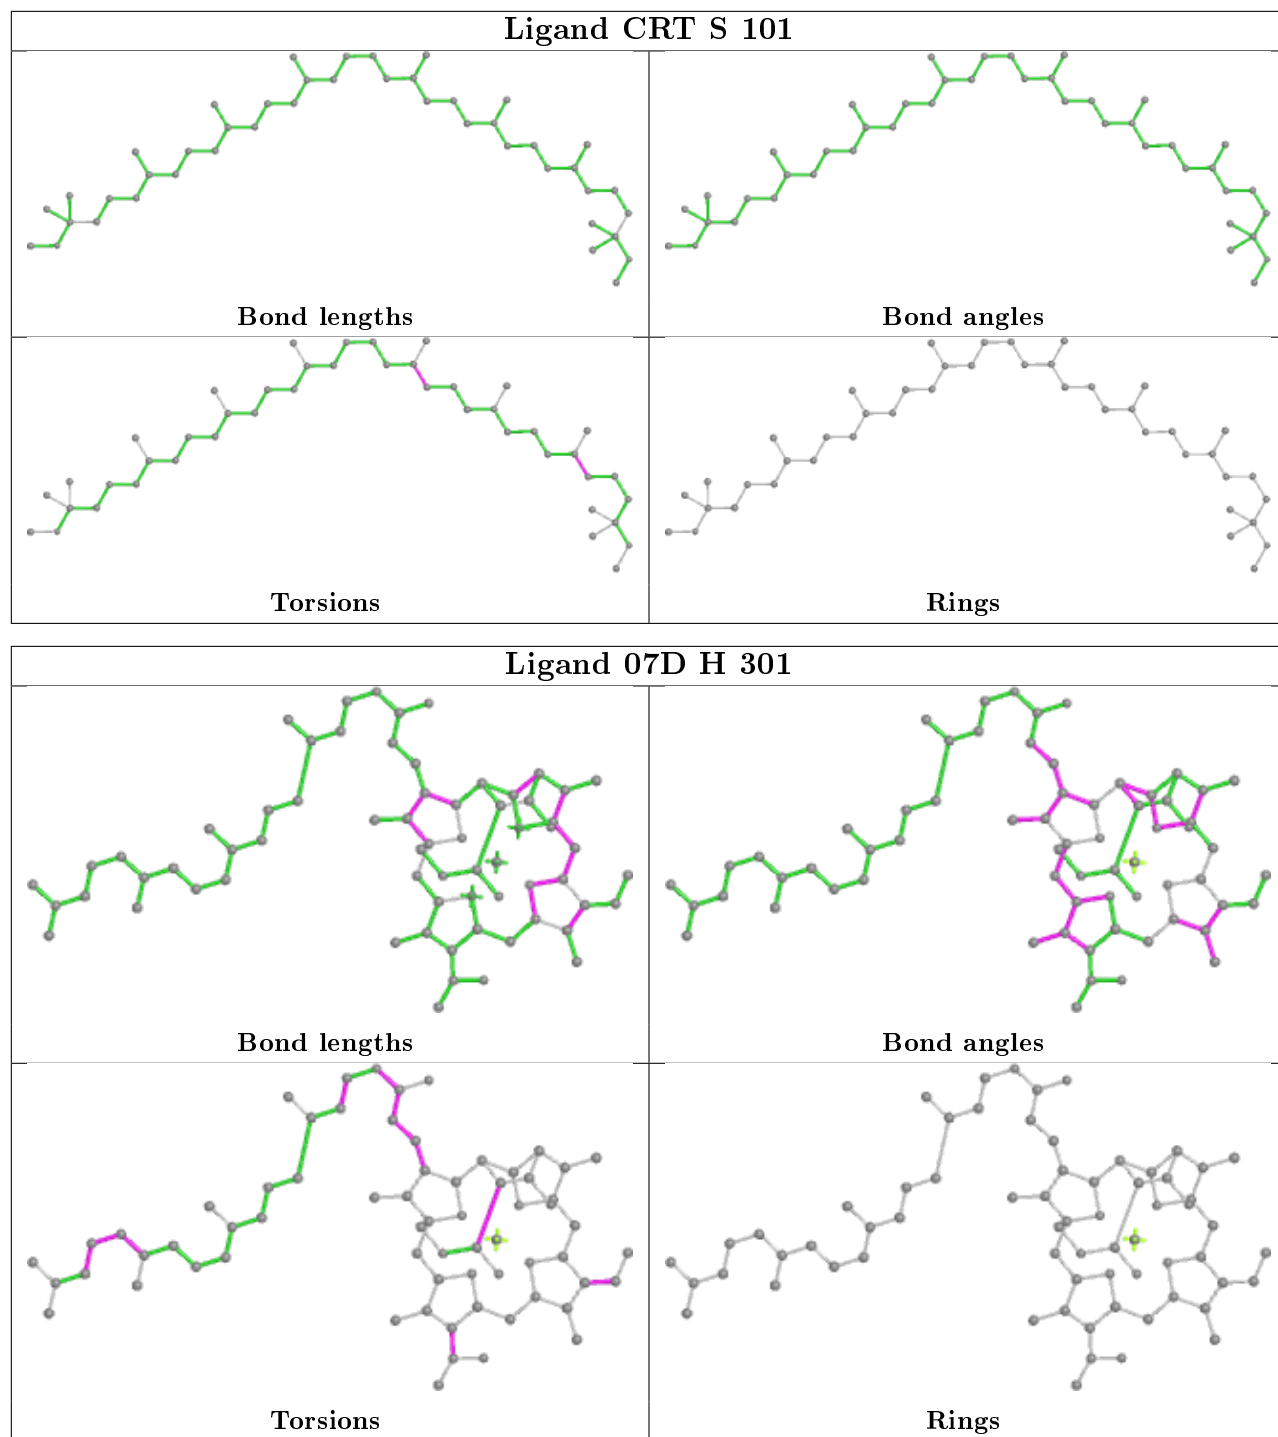 Ligand CRT S 101
Bond lengths
Bond angles
Torsions
Rings
Ligand 07D H 301
Bond lengths
Bond angles
Torsions
Rings